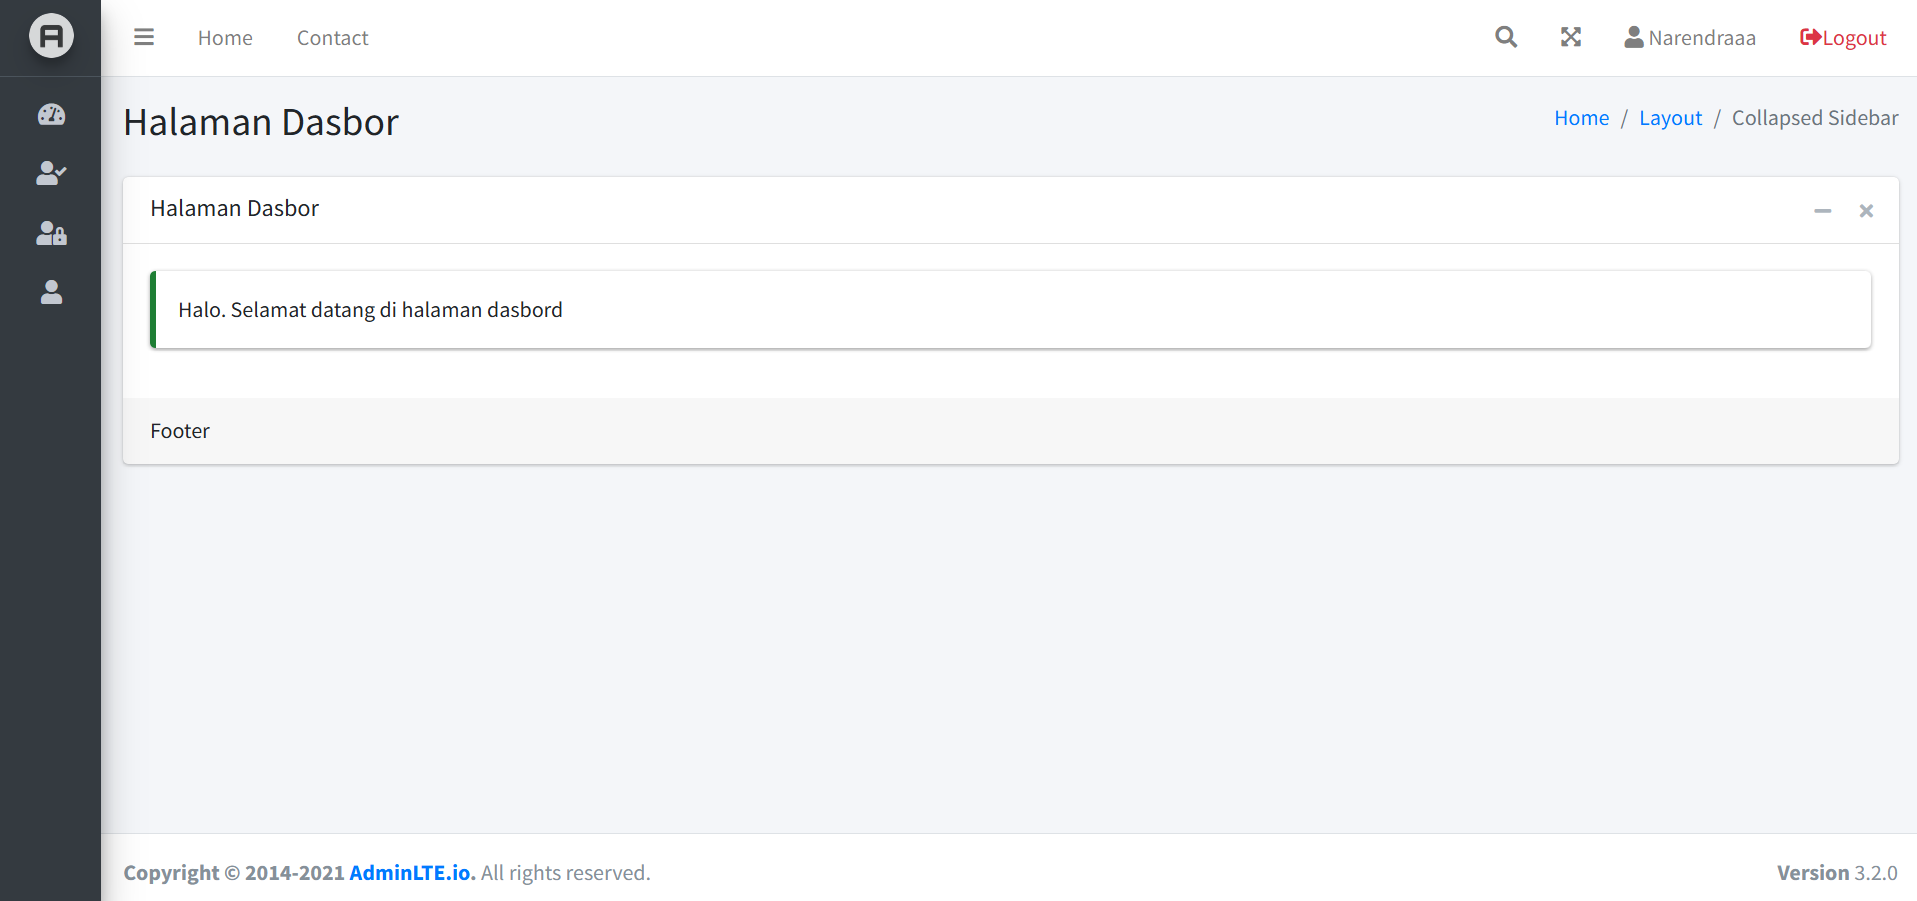 Home Contact Narendraaa Logout
Halaman Dasbor
Home / Layout / Collapsed Sidebar
Halaman Dasbor
Halo. Selamat datang di halaman dasbord
Footer
Copyright © 2014-2021 AdminLTE.io. All rights reserved.
Version 3.2.0